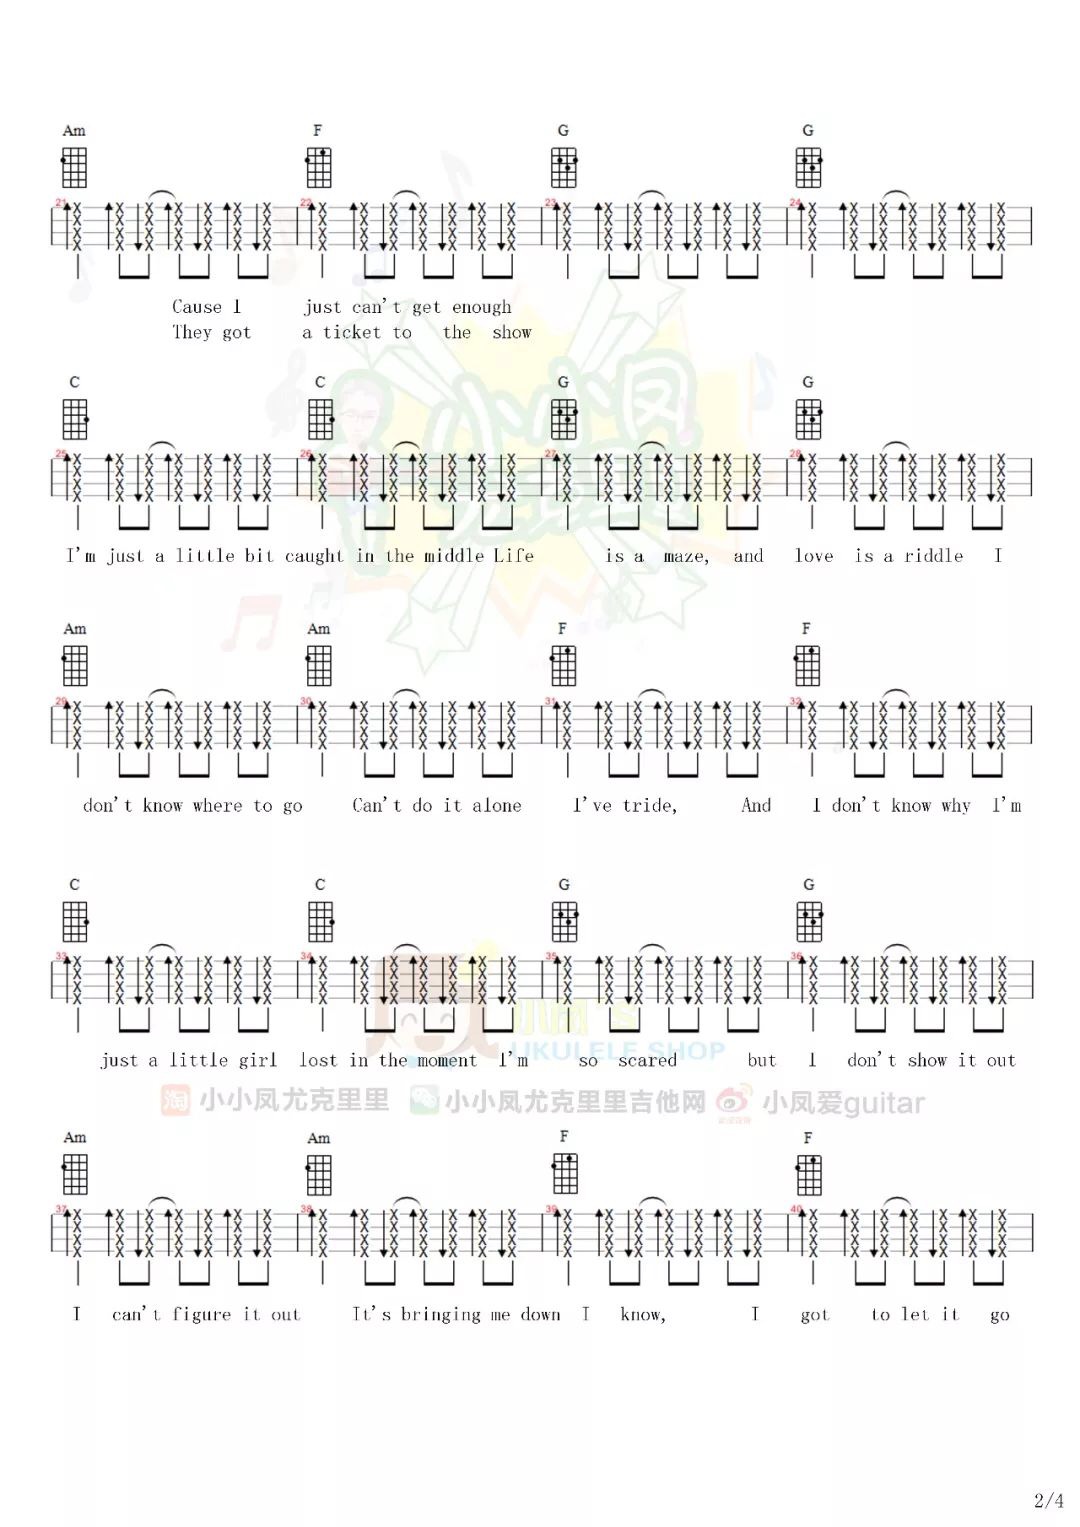 Am F G G
21 22 23 24
Cause I just can't get enough
They got a ticket to the show
C C G G
25 26 27 28
I'm just a little bit caught in the middle Life is a maze, and love is a riddle I
Am Am F F
29 30 31 32
don't know where to go Can't do it alone I've tride, And I don't know why I'm
C C G G
33 34 35 36
just a little girl lost in the moment I'm so scared but I don't show it out
小凤's
UKULELE SHOP
淘 小小凤尤克里里 小小凤尤克里里吉他网 小凤爱guitar
Am Am F F
37 38 39 40
I can't figure it out It's bringing me down I know, I got to let it go
2/4